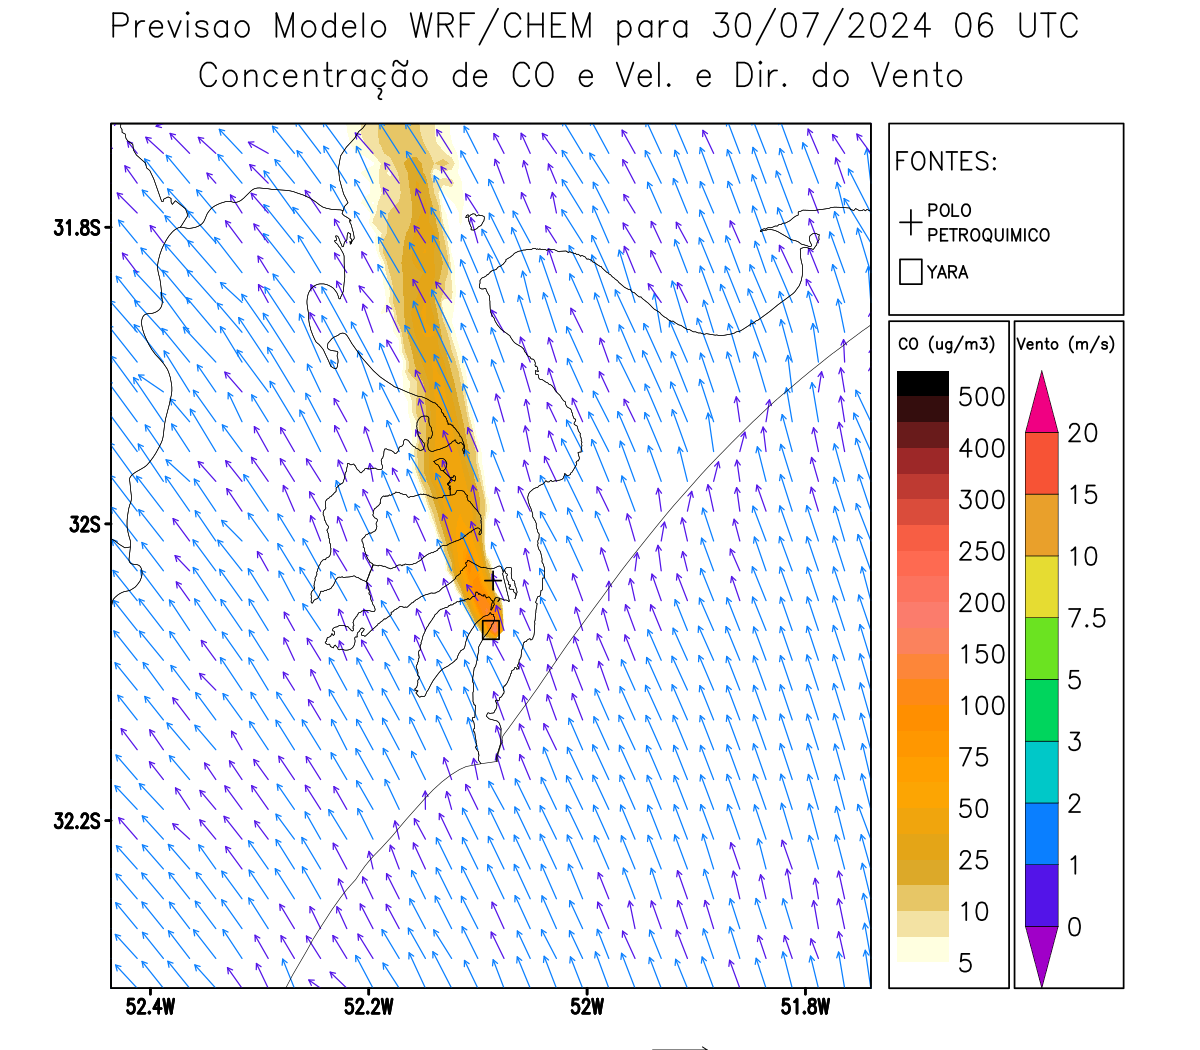 Previsao Modelo WRF/CHEM para 30/07/2024 06 UTC
Concentração de CO e Vel. e Dir. do Vento
FONTES:
POLO
PETROQUIMICO
YARA
CO (ug/m3)
500
400
300
250
200
150
100
75
50
25
10
5
Vento (m/s)
20
15
10
7.5
5
3
2
1
0
31.8S
32S
32.2S
52.4W
52.2W
52W
51.8W